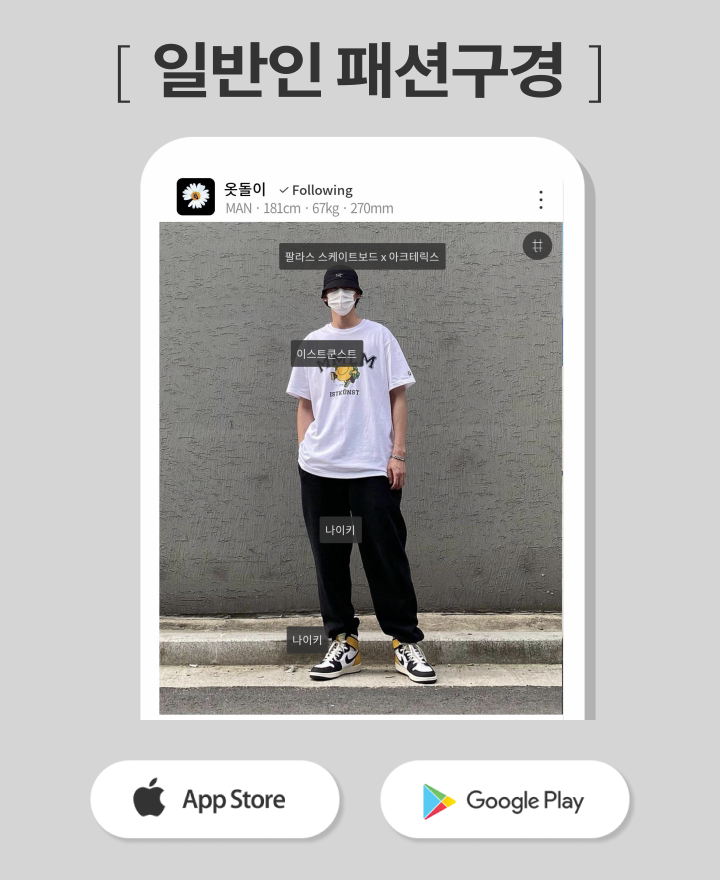 [ 일반인 패션구경 ]
옷돌이 ✓ Following
MAN · 181cm · 67kg · 270mm
팔라스 스케이트보드 x 아크테릭스
이스트쿤스트
ISTKUNST
나이키
나이키
App Store
Google Play